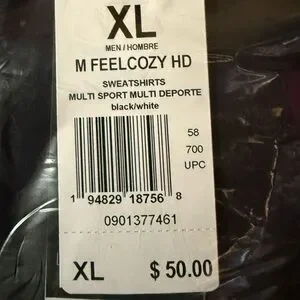 XL
MEN / HOMBRE
M FEELCOZY HD
SWEATSHIRTS
MULTI SPORT MULTI DEPORTE
black/white
58
700
UPC
1 94829 18756 8
0901377461
XL $ 50.00